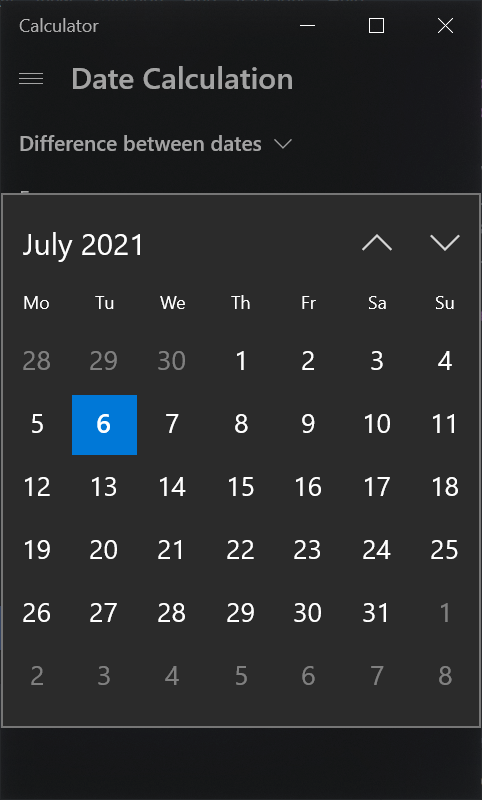 Calculator
Date Calculation
Difference between dates
July 2021
Mo Tu We Th Fr Sa Su
28 29 30 1 2 3 4
5 6 7 8 9 10 11
12 13 14 15 16 17 18
19 20 21 22 23 24 25
26 27 28 29 30 31 1
2 3 4 5 6 7 8